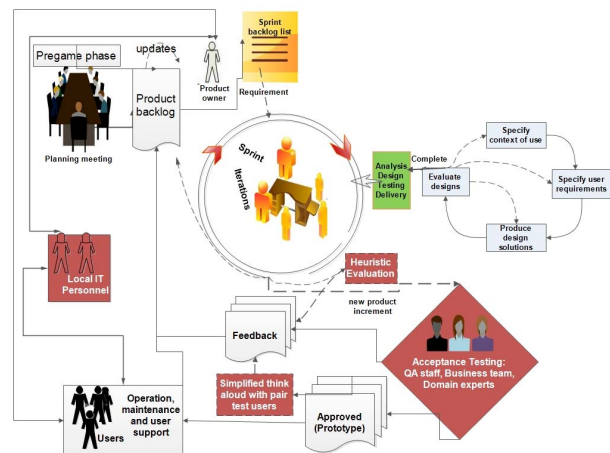 Sprint
backlog list
Pregame phase
updates
Product
owner
Requirement
Product
backlog
Planning meeting
Sprint
Iterations
Analysis
Design
Testing
Delivery
Complete
Specify
context of use
Evaluate
designs
Specify user
requirements
Produce
design
solutions
Local IT
Personnel
Heuristic
Evaluation
new product
increment
Feedback
Acceptance Testing:
QA staff, Business team,
Domain experts
Simplified think
aloud with pair
test users
Approved
(Prototype)
Operation,
maintenance
and user
support
Users